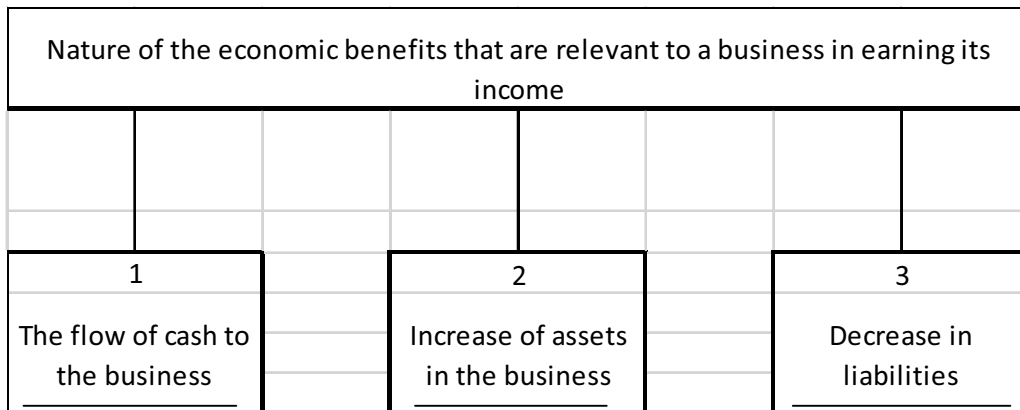 Nature of the economic benefits that are relevant to a business in earning its
income
1
2
3
The flow of cash to
the business
Increase of assets
in the business
Decrease in
liabilities